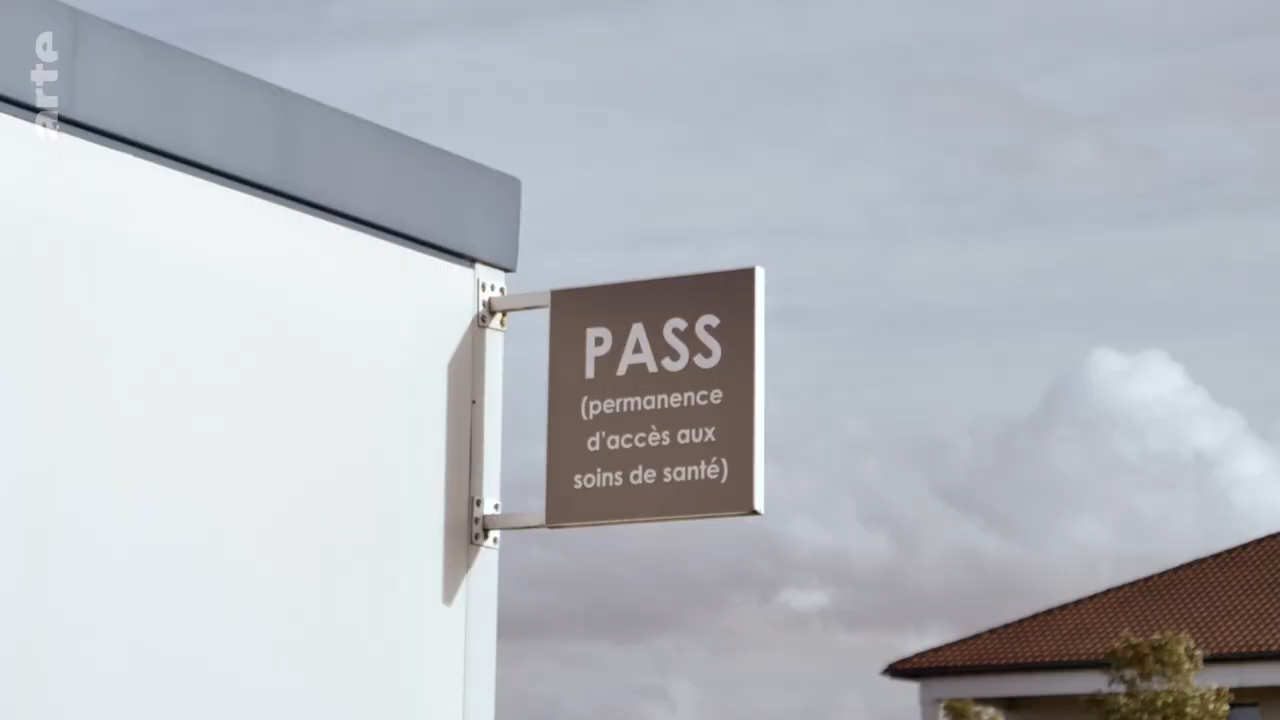 arte
PASS
(permanence
d'accès aux
soins de santé)